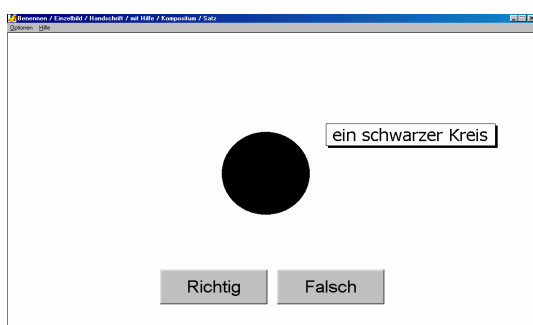 Benennen / Einzelbild / Handschrift / mit Hilfe / Kompositum / Satz
Optionen Hilfe
ein schwarzer Kreis
Richtig Falsch